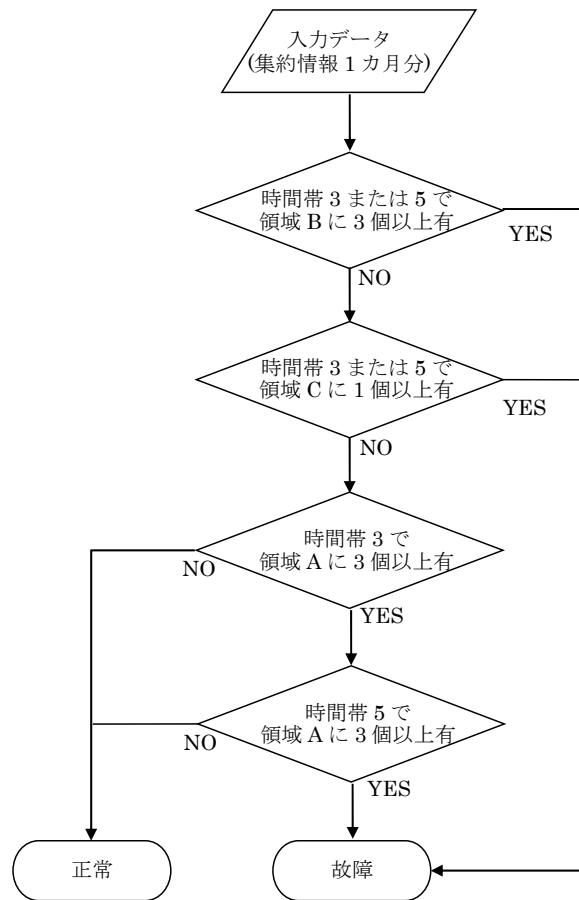 入力データ
(集約情報 1 カ月分)
時間帯 3 または 5 で
領域 B に 3 個以上有
YES
NO
時間帯 3 または 5 で
領域 C に 1 個以上有
YES
NO
時間帯 3 で
領域 A に 3 個以上有
NO
YES
時間帯 5 で
領域 A に 3 個以上有
NO
YES
正常
故障